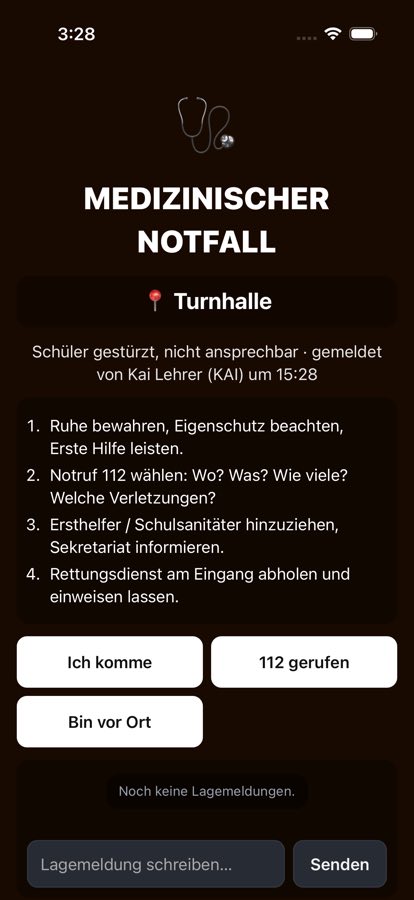 3:28
MEDIZINISCHER
NOTFALL
📍 Turnhalle
Schüler gestürzt, nicht ansprechbar · gemeldet
von Kai Lehrer (KAI) um 15:28
1. Ruhe bewahren, Eigenschutz beachten,
Erste Hilfe leisten.
2. Notruf 112 wählen: Wo? Was? Wie viele?
Welche Verletzungen?
3. Ersthelfer / Schulsanitäter hinzuziehen,
Sekretariat informieren.
4. Rettungsdienst am Eingang abholen und
einweisen lassen.
Ich komme
112 gerufen
Bin vor Ort
Noch keine Lagemeldungen.
Lagemeldung schreiben...
Senden